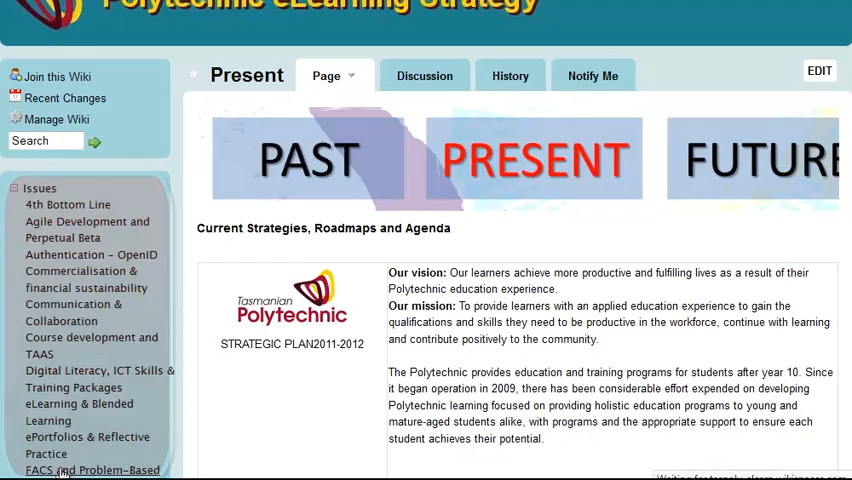 Polytechnic eLearning Strategy
Join this Wiki
Recent Changes
Manage Wiki
Search
Issues
4th Bottom Line
Agile Development and
Perpetual Beta
Authentication - OpenID
Commercialisation &
financial sustainability
Communication &
Collaboration
Course development and
TAAS
Digital Literacy, ICT Skills &
Training Packages
eLearning & Blended
Learning
ePortfolios & Reflective
Practice
FACS and Problem-Based
Present
Page
Discussion
History
Notify Me
EDIT
PAST
PRESENT
FUTURE
Current Strategies, Roadmaps and Agenda
Tasmanian
Polytechnic
STRATEGIC PLAN2011-2012
Our vision: Our learners achieve more productive and fulfilling lives as a result of their
Polytechnic education experience.
Our mission: To provide learners with an applied education experience to gain the
qualifications and skills they need to be productive in the workforce, continue with learning
and contribute positively to the community.
The Polytechnic provides education and training programs for students after year 10. Since
it began operation in 2009, there has been considerable effort expended on developing
Polytechnic learning focused on providing holistic education programs to young and
mature-aged students alike, with programs and the appropriate support to ensure each
student achieves their potential.